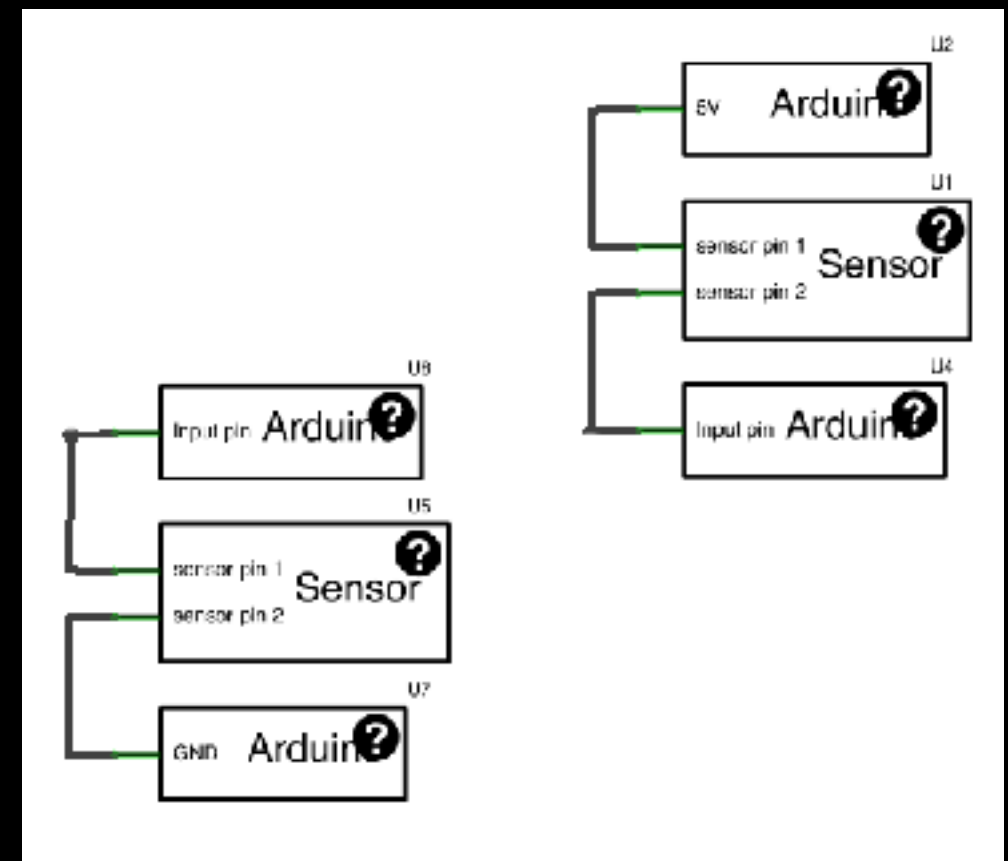 U2
5V Arduin
?
U1
sensor pin 1
Sensor
?
sensor pin 2
U4
Input pin Arduin
?
U6
Input pin Arduin
?
U5
sensor pin 1
Sensor
?
sensor pin 2
U7
GND Arduin
?